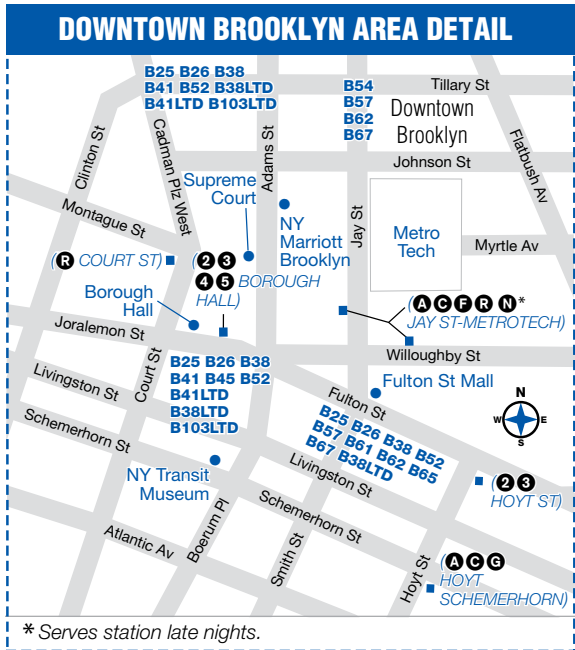 DOWNTOWN BROOKLYN AREA DETAIL
B25 B26 B38
B41 B52 B38LTD
B41LTD B103LTD
B54
B57
B62
B67
Tillary St
Downtown
Brooklyn
Johnson St
Flatbush Av
Clinton St
Cadman Plz West
Adams St
Jay St
Supreme
Court
NY
Marriott
Brooklyn
Metro
Tech
Myrtle Av
Montague St
(R COURT ST)
(2 3
4 5 BOROUGH
HALL)
(A C F R N*
JAY ST-METROTECH)
Borough
Hall
Joralemon St
Willoughby St
Court St
B25 B26 B38
B41 B45 B52
B41LTD
B38LTD
B103LTD
Fulton St Mall
Fulton St
N
W E
S
Livingston St
B25 B26 B38 B52
B57 B61 B62 B65
B67 B38LTD
Schemerhorn St
NY Transit
Museum
Livingston St
(2 3
HOYT ST)
Schemerhorn St
Atlantic Av
Boerum Pl
Smith St
Hoyt St
(A C G
HOYT
SCHEMERHORN)
* Serves station late nights.